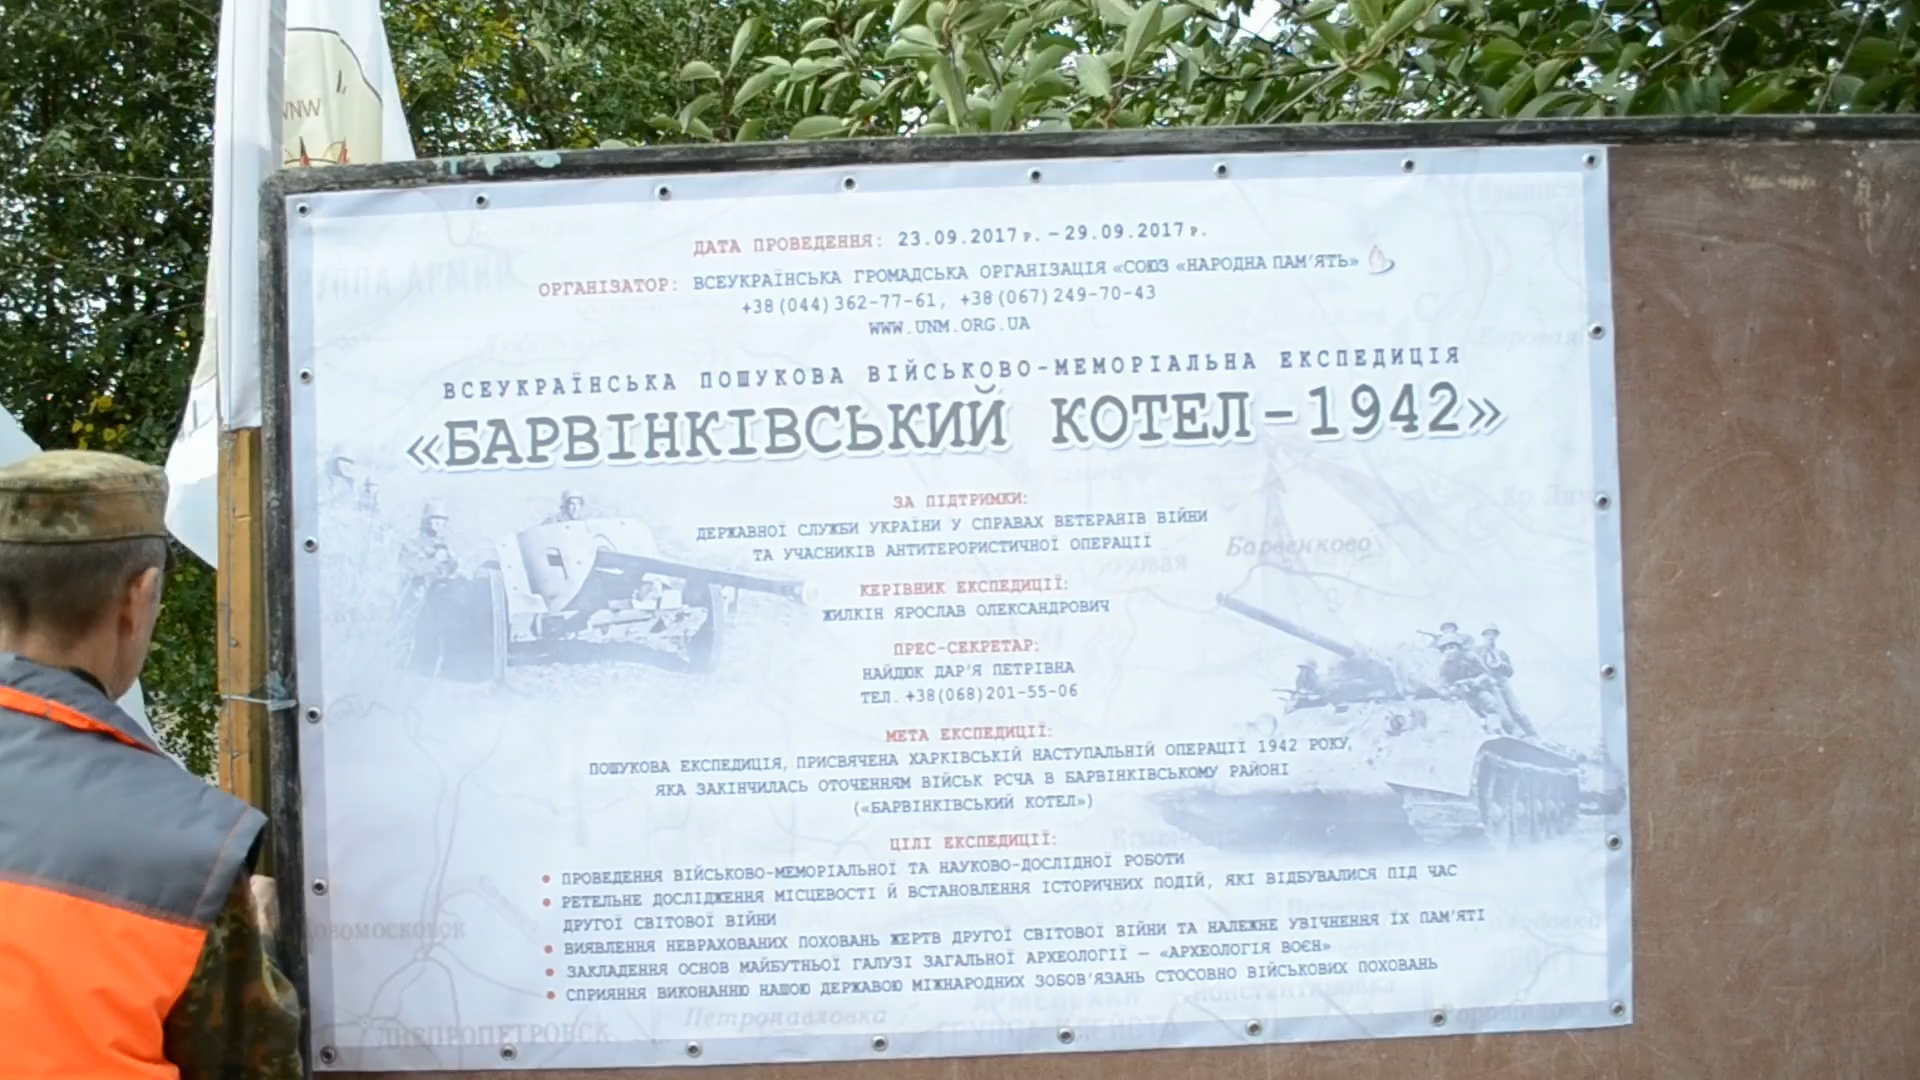 ДАТА ПРОВЕДЕННЯ: 23.09.2017 р. – 29.09.2017 р.
ОРГАНІЗАТОР: ВСЕУКРАЇНСЬКА ГРОМАДСЬКА ОРГАНІЗАЦІЯ «СОЮЗ «НАРОДНА ПАМ'ЯТЬ»
+38(044)362-77-61, +38(067)249-70-43
WWW.UNM.ORG.UA
ВСЕУКРАЇНСЬКА ПОШУКОВА ВІЙСЬКОВО-МЕМОРІАЛЬНА ЕКСПЕДИЦІЯ
«БАРВІНКІВСЬКИЙ КОТЕЛ-1942»
ЗА ПІДТРИМКИ:
ДЕРЖАВНОЇ СЛУЖБИ УКРАЇНИ У СПРАВАХ ВЕТЕРАНІВ ВІЙНИ
ТА УЧАСНИКІВ АНТИТЕРОРИСТИЧНОЇ ОПЕРАЦІЇ
Барвенково
КЕРІВНИК ЕКСПЕДИЦІЇ:
ЖИЛКІН ЯРОСЛАВ ОЛЕКСАНДРОВИЧ
ПРЕС-СЕКРЕТАР:
НАЙДЮК ДАР'Я ПЕТРІВНА
ТЕЛ. +38(068)201-55-06
МЕТА ЕКСПЕДИЦІЇ:
ПОШУКОВА ЕКСПЕДИЦІЯ, ПРИСВЯЧЕНА ХАРКІВСЬКІЙ НАСТУПАЛЬНІЙ ОПЕРАЦІЇ 1942 РОКУ,
ЯКА ЗАКІНЧИЛАСЬ ОТОЧЕННЯМ ВІЙСЬК РСЧА В БАРВІНКІВСЬКОМУ РАЙОНІ
(«БАРВІНКІВСЬКИЙ КОТЕЛ»)
ЦІЛІ ЕКСПЕДИЦІЇ:
• ПРОВЕДЕННЯ ВІЙСЬКОВО-МЕМОРІАЛЬНОЇ ТА НАУКОВО-ДОСЛІДНОЇ РОБОТИ
• РЕТЕЛЬНЕ ДОСЛІДЖЕННЯ МІСЦЕВОСТІ Й ВСТАНОВЛЕННЯ ІСТОРИЧНИХ ПОДІЙ, ЯКІ ВІДБУВАЛИСЯ ПІД ЧАС
ДРУГОЇ СВІТОВОЇ ВІЙНИ
• ВИЯВЛЕННЯ НЕВРАХОВАНИХ ПОХОВАНЬ ЖЕРТВ ДРУГОЇ СВІТОВОЇ ВІЙНИ ТА НАЛЕЖНЕ УВІЧНЕННЯ ЇХ ПАМ'ЯТІ
• ЗАКЛАДЕННЯ ОСНОВ МАЙБУТНЬОЇ ГАЛУЗІ ЗАГАЛЬНОЇ АРХЕОЛОГІЇ – «АРХЕОЛОГІЯ ВОЄН»
• СПРИЯННЯ ВИКОНАННЮ НАШОЮ ДЕРЖАВОЮ МІЖНАРОДНИХ ЗОБОВ'ЯЗАНЬ СТОСОВНО ВІЙСЬКОВИХ ПОХОВАНЬ
Петропавловка
ДНЕПРОПЕТРОВСК